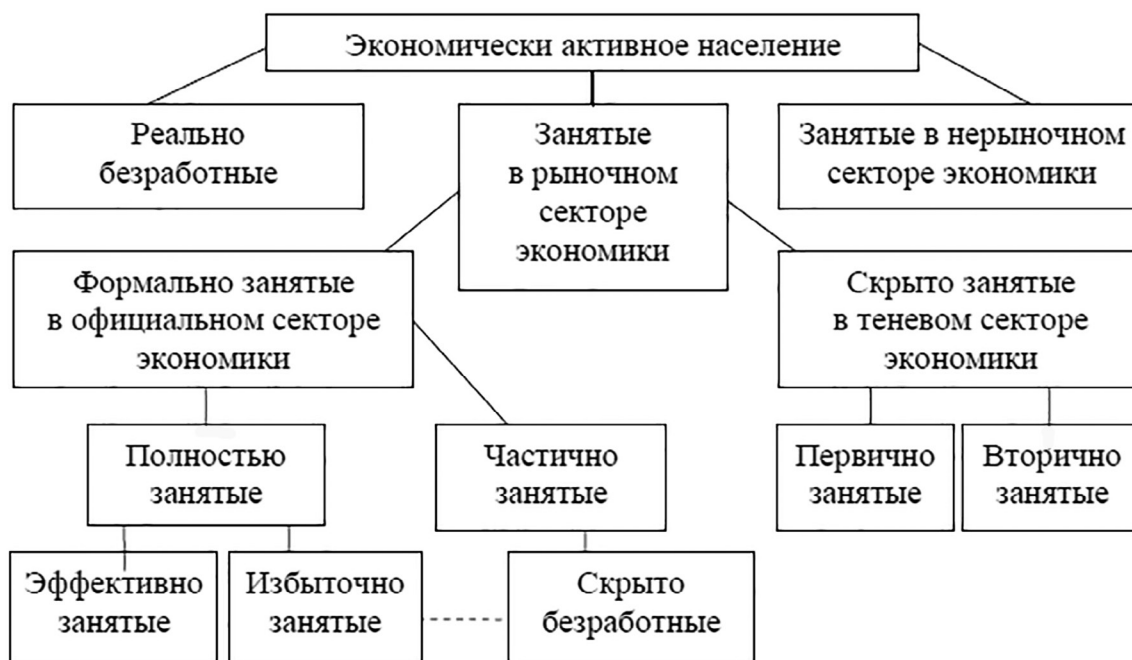 Экономически активное население
Реально
безработные
Занятые
в рыночном
секторе
экономики
Занятые в нерыночном
секторе экономики
Формально занятые
в официальном секторе
экономики
Скрыто занятые
в теневом секторе
экономики
Полностью
занятые
Частично
занятые
Первично
занятые
Вторично
занятые
Эффективно
занятые
Избыточно
занятые
Скрыто
безработные